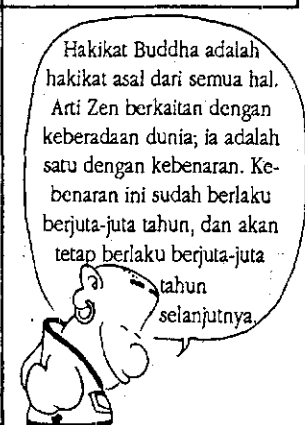 Hakikat Buddha adalah
hakikat asal dari semua hal.
Arti Zen berkaitan dengan
keberadaan dunia; ia adalah
satu dengan kebenaran. Ke-
benaran ini sudah berlaku
berjuta-juta tahun, dan akan
tetap berlaku berjuta-juta
tahun
selanjutnya.